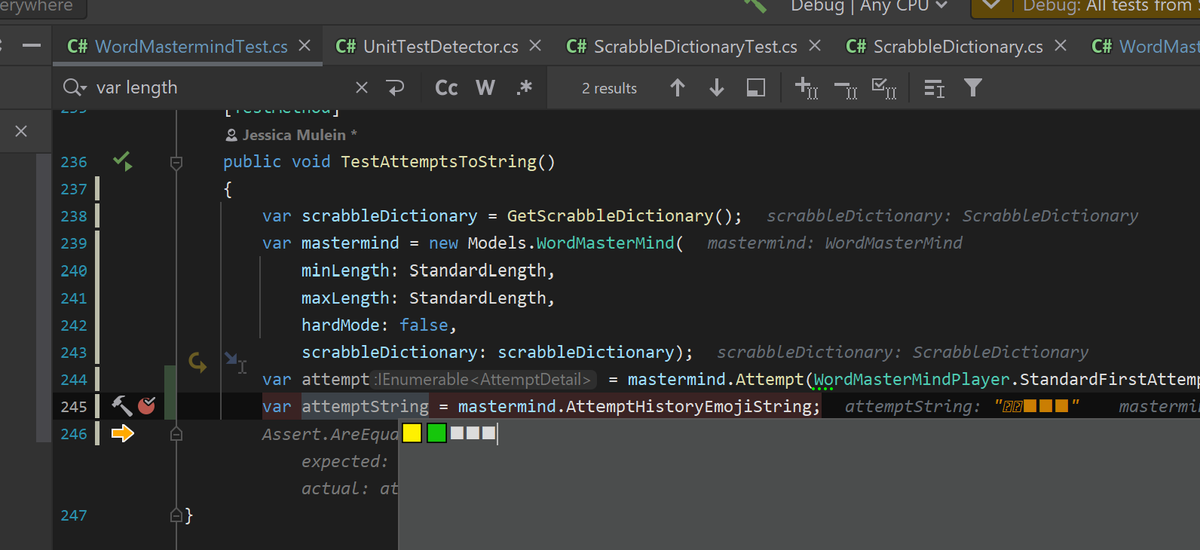 erywhere
Debug | Any CPU
Debug: All tests from
C# WordMastermindTest.cs ×
C# UnitTestDetector.cs ×
C# ScrabbleDictionaryTest.cs ×
C# ScrabbleDictionary.cs ×
C# WordMast
var length
Cc W .*
2 results
[TestMethod]
Jessica Mulein *
236 public void TestAttemptsToString()
237 {
238 var scrabbleDictionary = GetScrabbleDictionary(); scrabbleDictionary: ScrabbleDictionary
239 var mastermind = new Models.WordMasterMind( mastermind: WordMasterMind
240 minLength: StandardLength,
241 maxLength: StandardLength,
242 hardMode: false,
243 scrabbleDictionary: scrabbleDictionary); scrabbleDictionary: ScrabbleDictionary
244 var attempt :IEnumerable<AttemptDetail> = mastermind.Attempt(WordMasterMindPlayer.StandardFirstAttemp
245 var attemptString = mastermind.AttemptHistoryEmojiString; attemptString: "⍰⍰■■■" mastermi
246 Assert.AreEqua
🟨🟩⬜⬜⬜
expected:
actual: at
247 }